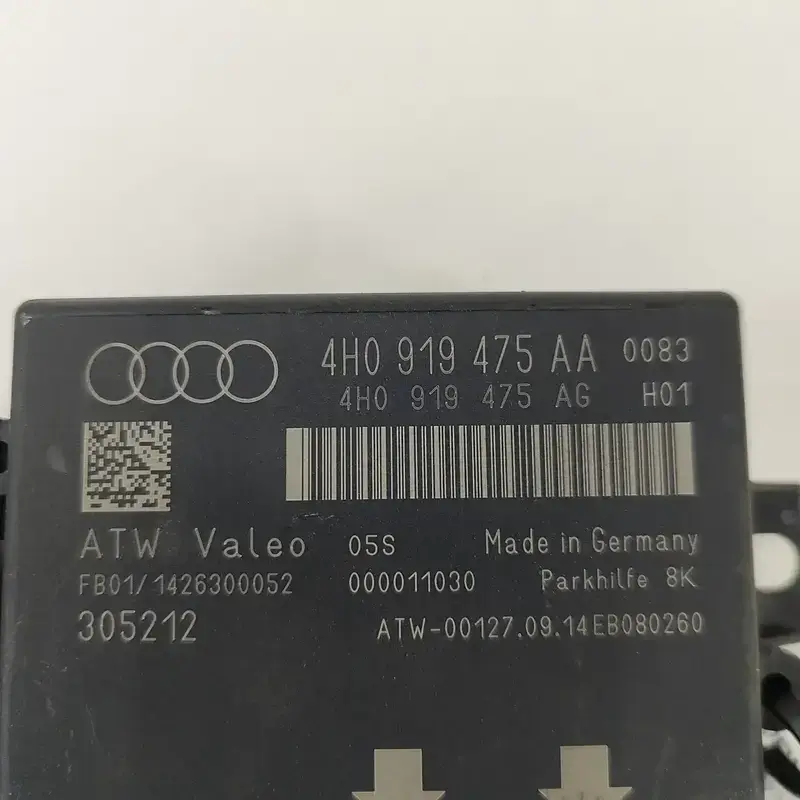 4H0 919 475 AA 0083
4H0 919 475 AG H01
ATW Valeo 05S Made in Germany
FB01/1426300052 000011030 Parkhilfe 8K
305212 ATW-00127.09.14EB080260